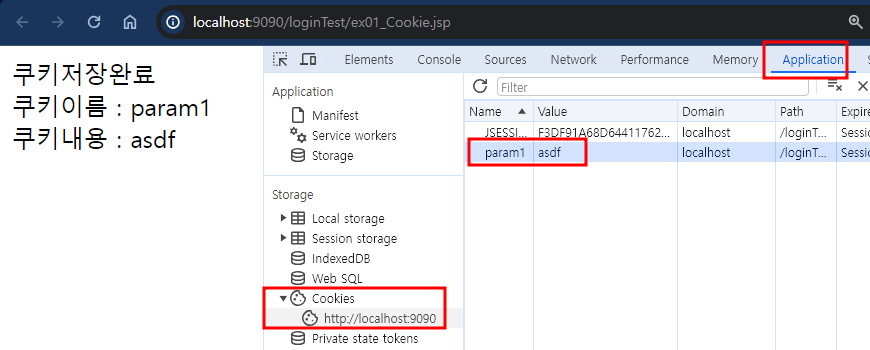 localhost:9090/loginTest/ex01_Cookie.jsp
쿠키저장완료
쿠키이름 : param1
쿠키내용 : asdf
Elements Console Sources Network Performance Memory Application
Application
Manifest
Service workers
Storage
Storage
Local storage
Session storage
IndexedDB
Web SQL
Cookies
http://localhost:9090
Private state tokens
Filter
Name Value Domain Path Expire
JSESSI... F3DF91A68D64411762... localhost /loginT... Sessi
param1 asdf localhost /loginT... Sessi